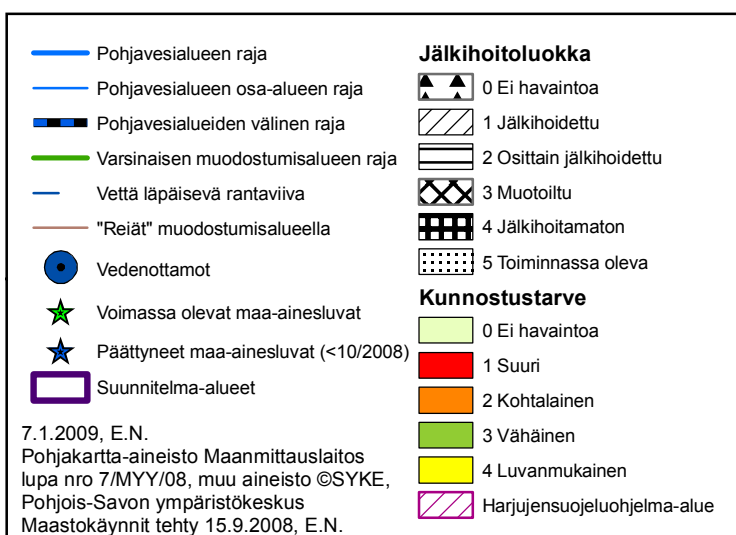 Pohjavesialueen raja
Pohjavesialueen osa-alueen raja
Pohjavesialueiden välinen raja
Varsinaisen muodostumisalueen raja
Vettä läpäisevä rantaviiva
"Reiät" muodostumisalueella
Vedenottamot
Voimassa olevat maa-ainesluvat
Päättyneet maa-ainesluvat (<10/2008)
Suunnitelma-alueet
7.1.2009, E.N.
Pohjakartta-aineisto Maanmittauslaitos
lupa nro 7/MYY/08, muu aineisto ©SYKE,
Pohjois-Savon ympäristökeskus
Maastokäynnit tehty 15.9.2008, E.N.
Jälkihoitoluokka
0 Ei havaintoa
1 Jälkihoidettu
2 Osittain jälkihoidettu
3 Muotoiltu
4 Jälkihoitamaton
5 Toiminnassa oleva
Kunnostustarve
0 Ei havaintoa
1 Suuri
2 Kohtalainen
3 Vähäinen
4 Luvanmukainen
Harjujensuojeluohjelma-alue